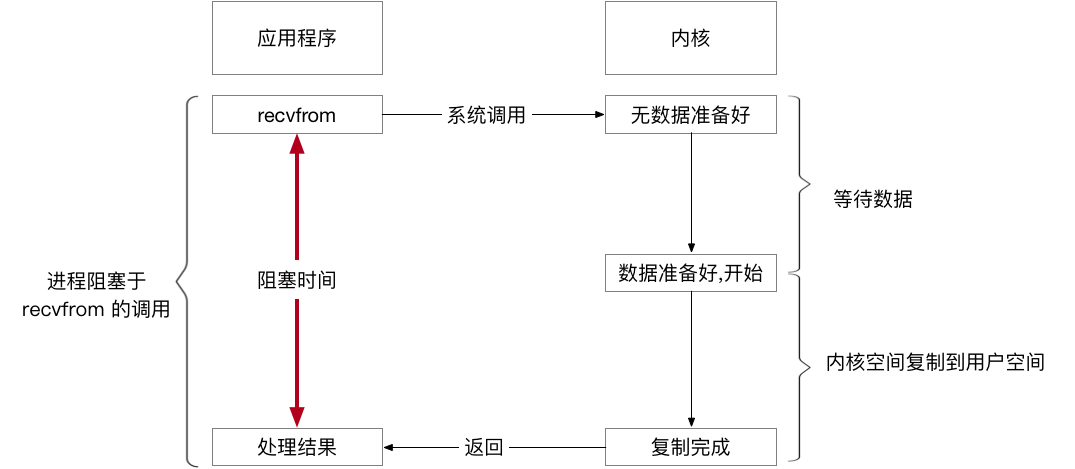 应用程序
内核
recvfrom
系统调用
无数据准备好
等待数据
数据准备好,开始
进程阻塞于
recvfrom 的调用
阻塞时间
内核空间复制到用户空间
处理结果
返回
复制完成